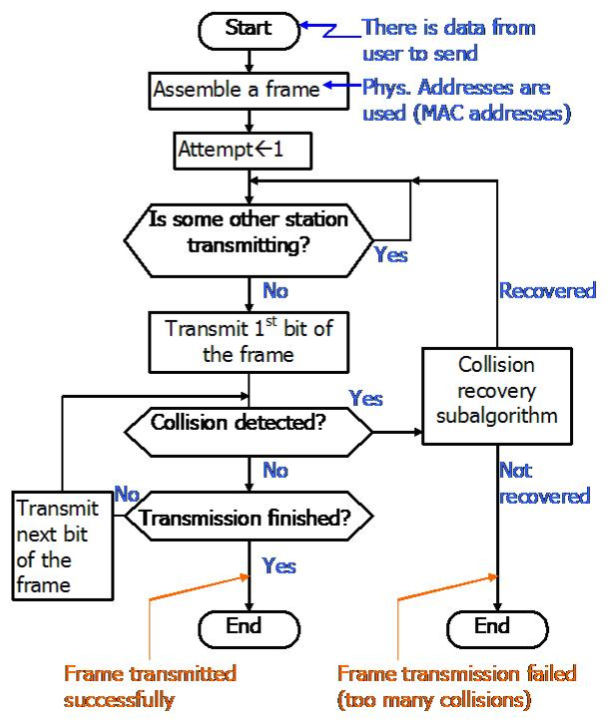 Start
There is data from
user to send
Assemble a frame
Phys. Addresses are
used (MAC addresses)
Attempt←1
Is some other station
transmitting?
Yes
No
Recovered
Transmit 1st bit of
the frame
Collision
recovery
subalgorithm
Yes
Collision detected?
No
Not
recovered
No
Transmit
next bit
of the
frame
Transmission finished?
Yes
End
End
Frame transmitted
successfully
Frame transmission failed
(too many collisions)